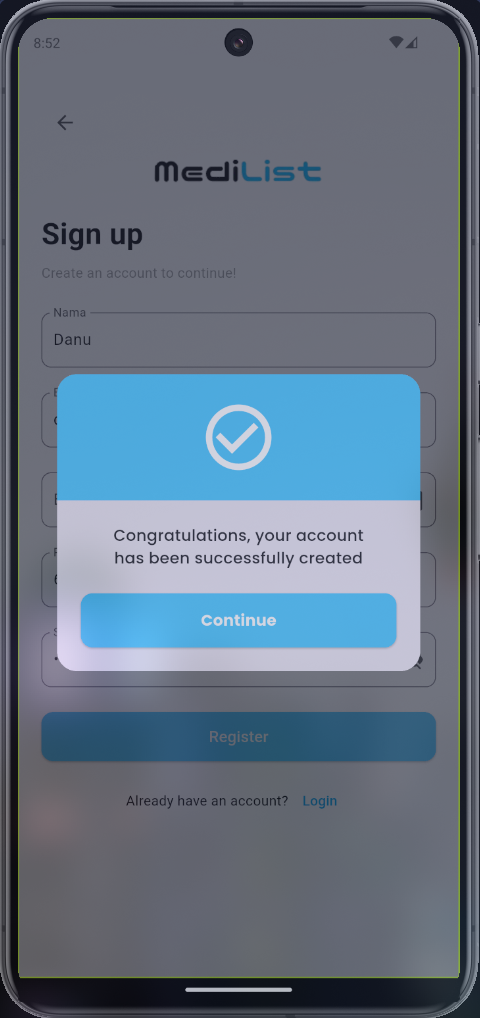 8:52
MediList
Sign up
Create an account to continue!
Nama
Danu
Congratulations, your account
has been successfully created
Continue
Register
Already have an account? Login